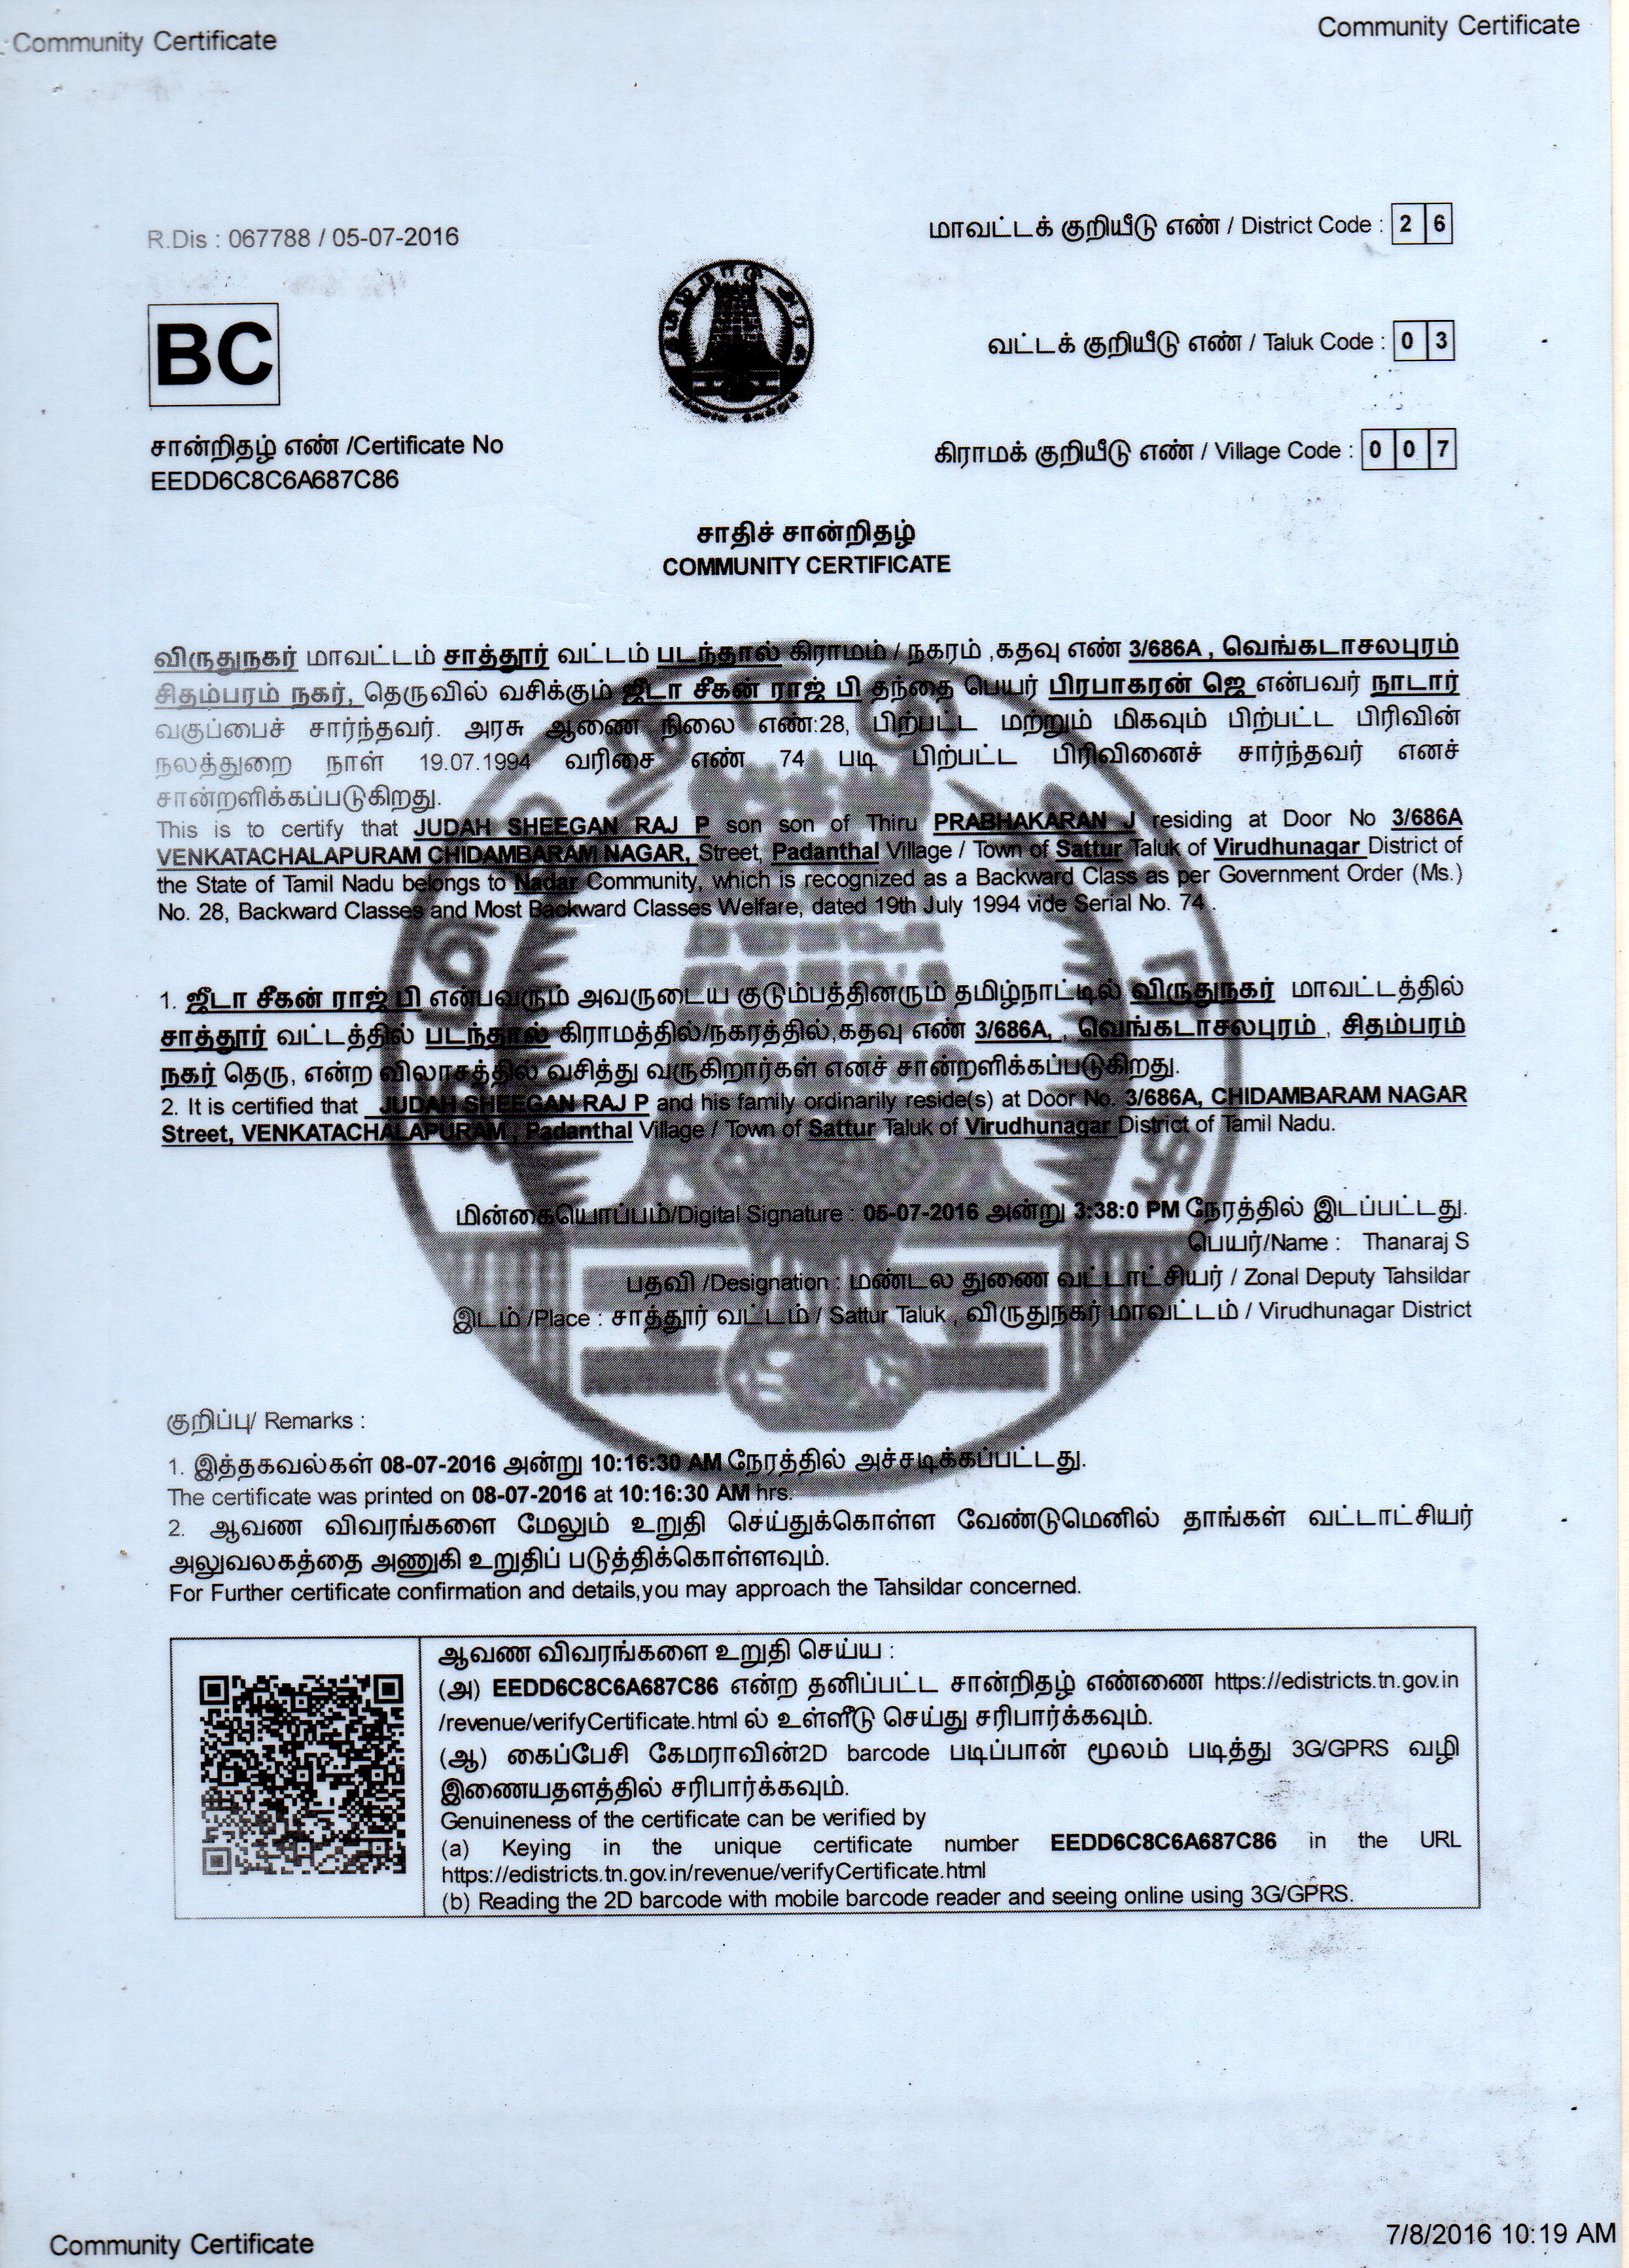 Community Certificate
Community Certificate
R.Dis : 067788 / 05-07-2016
மாவட்டக் குறியீடு எண் / District Code : 2 6
BC
வட்டக் குறியீடு எண் / Taluk Code : 0 3
சான்றிதழ் எண் /Certificate No
EEDD6C8C6A687C86
கிராமக் குறியீடு எண் / Village Code : 0 0 7
சாதிச் சான்றிதழ்
COMMUNITY CERTIFICATE
விருதுநகர் மாவட்டம் சாத்தூர் வட்டம் படந்தால் கிராமம் / நகரம் ,கதவு எண் 3/686A , வெங்கடாசலபுரம்
சிதம்பரம் நகர், தெருவில் வசிக்கும் ஜீடா சீகன் ராஜ் பி தந்தை பெயர் பிரபாகரன் ஜெ என்பவர் நாடார்
வகுப்பைச் சார்ந்தவர். அரசு ஆணை நிலை எண்:28, பிற்பட்ட மற்றும் மிகவும் பிற்பட்ட பிரிவின்
நலத்துறை நாள் 19.07.1994 வரிசை எண் 74 படி பிற்பட்ட பிரிவினைச் சார்ந்தவர் எனச்
சான்றளிக்கப்படுகிறது.
This is to certify that JUDAH SHEEGAN RAJ P son son of Thiru PRABHAKARAN J residing at Door No 3/686A
VENKATACHALAPURAM CHIDAMBARAM NAGAR, Street, Padanthal Village / Town of Sattur Taluk of Virudhunagar District of
the State of Tamil Nadu belongs to Nadar Community, which is recognized as a Backward Class as per Government Order (Ms.)
No. 28, Backward Classes and Most Backward Classes Welfare, dated 19th July 1994 vide Serial No. 74 .
1. ஜீடா சீகன் ராஜ் பி என்பவரும் அவருடைய குடும்பத்தினரும் தமிழ்நாட்டில் விருதுநகர் மாவட்டத்தில்
சாத்தூர் வட்டத்தில் படந்தால் கிராமத்தில்/நகரத்தில்,கதவு எண் 3/686A, , வெங்கடாசலபுரம் , சிதம்பரம்
நகர் தெரு, என்ற விலாசத்தில் வசித்து வருகிறார்கள் எனச் சான்றளிக்கப்படுகிறது.
2. It is certified that JUDAH SHEEGAN RAJ P and his family ordinarily reside(s) at Door No. 3/686A, CHIDAMBARAM NAGAR
Street, VENKATACHALAPURAM , Padanthal Village / Town of Sattur Taluk of Virudhunagar District of Tamil Nadu.
மின்கையொப்பம்/Digital Signature : 05-07-2016 அன்று 3:38:0 PM நேரத்தில் இடப்பட்டது.
பெயர்/Name : Thanaraj S
பதவி /Designation : மண்டல துணை வட்டாட்சியர் / Zonal Deputy Tahsildar
இடம் /Place : சாத்தூர் வட்டம் / Sattur Taluk , விருதுநகர் மாவட்டம் / Virudhunagar District
குறிப்பு/ Remarks :
1. இத்தகவல்கள் 08-07-2016 அன்று 10:16:30 AM நேரத்தில் அச்சடிக்கப்பட்டது.
The certificate was printed on 08-07-2016 at 10:16:30 AM hrs.
2. ஆவண விவரங்களை மேலும் உறுதி செய்துக்கொள்ள வேண்டுமெனில் தாங்கள் வட்டாட்சியர்
அலுவலகத்தை அணுகி உறுதிப் படுத்திக்கொள்ளவும்.
For Further certificate confirmation and details,you may approach the Tahsildar concerned.
ஆவண விவரங்களை உறுதி செய்ய :
(அ) EEDD6C8C6A687C86 என்ற தனிப்பட்ட சான்றிதழ் எண்ணை https://edistricts.tn.gov.in
/revenue/verifyCertificate.html ல் உள்ளீடு செய்து சரிபார்க்கவும்.
(ஆ) கைப்பேசி கேமராவின்2D barcode படிப்பான் மூலம் படித்து 3G/GPRS வழி
இணையதளத்தில் சரிபார்க்கவும்.
Genuineness of the certificate can be verified by
(a) Keying in the unique certificate number EEDD6C8C6A687C86 in the URL
https://edistricts.tn.gov.in/revenue/verifyCertificate.html
(b) Reading the 2D barcode with mobile barcode reader and seeing online using 3G/GPRS.
Community Certificate
7/8/2016 10:19 AM